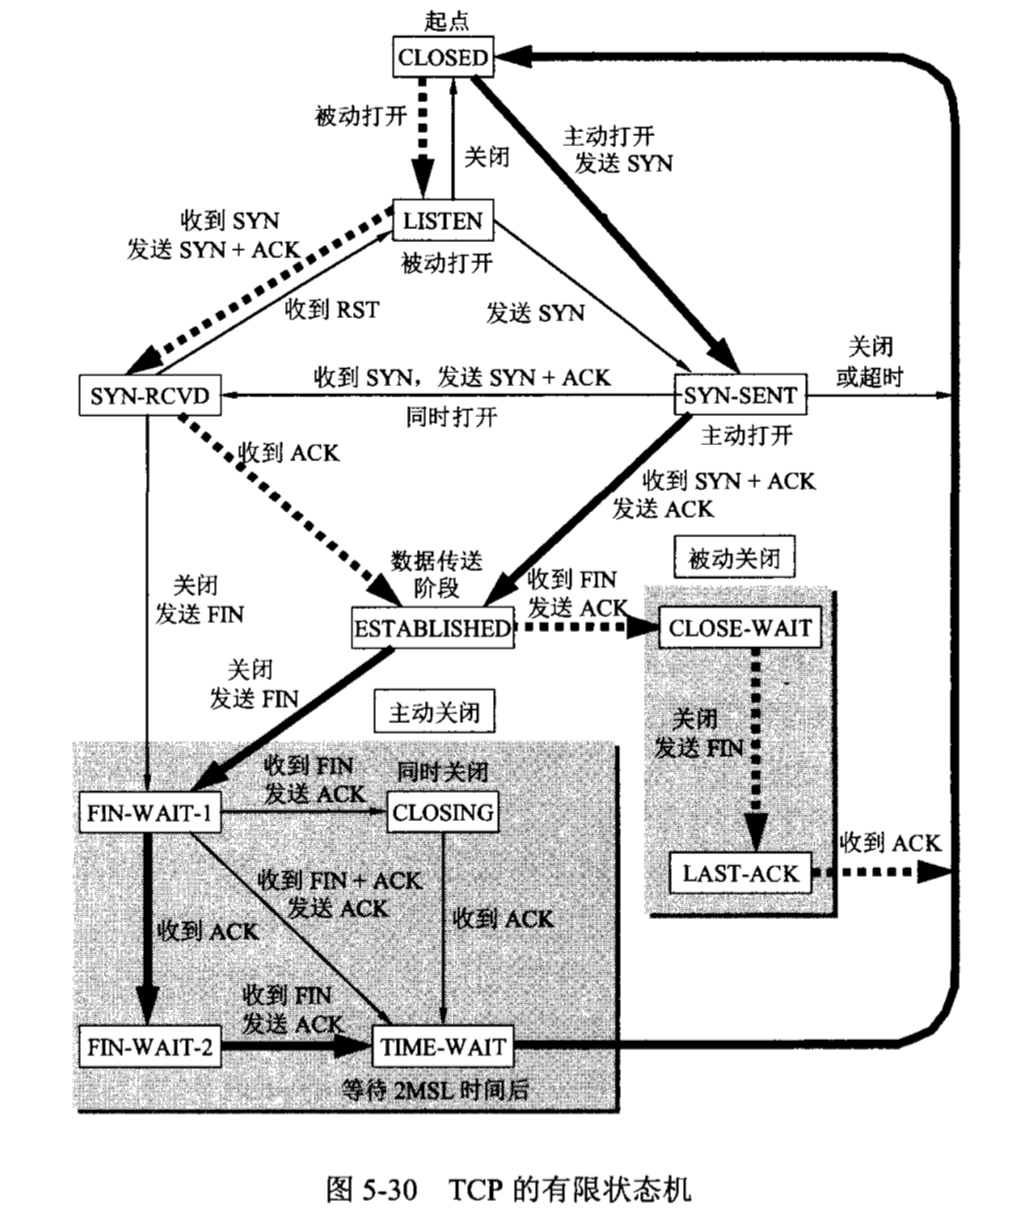 起点
CLOSED
被动打开
关闭
主动打开
发送 SYN
收到 SYN
发送 SYN + ACK
LISTEN
被动打开
收到 RST
发送 SYN
关闭
或超时
SYN-RCVD
收到 SYN，发送 SYN + ACK
同时打开
SYN-SENT
主动打开
收到 ACK
收到 SYN + ACK
发送 ACK
数据传送
阶段
被动关闭
关闭
发送 FIN
收到 FIN
发送 ACK
ESTABLISHED
CLOSE-WAIT
关闭
发送 FIN
主动关闭
关闭
发送 FIN
收到 FIN
发送 ACK
同时关闭
FIN-WAIT-1
CLOSING
收到 ACK
LAST-ACK
收到 FIN + ACK
发送 ACK
收到 ACK
收到 ACK
收到 FIN
发送 ACK
FIN-WAIT-2
TIME-WAIT
等待 2MSL 时间后
图 5-30 TCP 的有限状态机